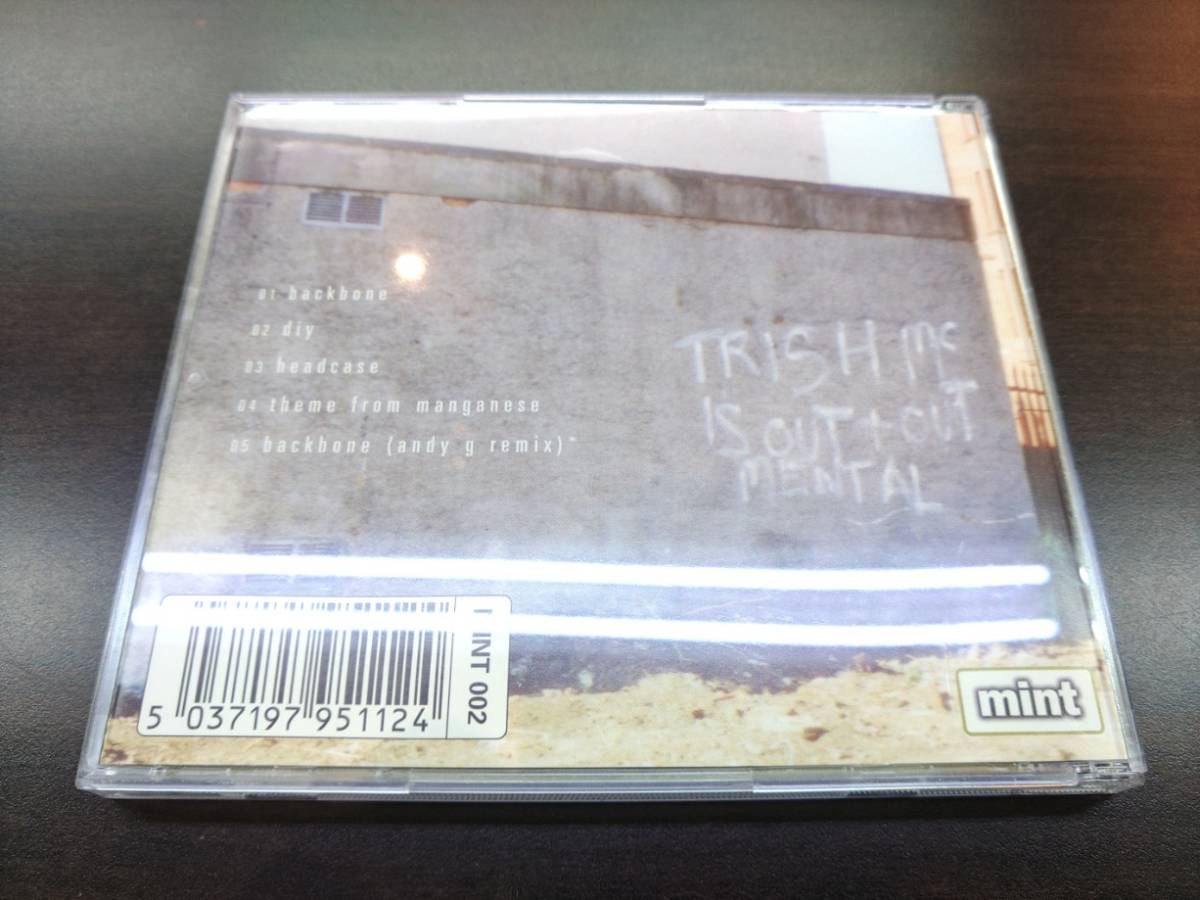 01 backbone
02 diy
03 headcase
04 theme from manganese
05 backbone (andy g remix)*
TRISH MC
IS OUT + OUT
MENTAL
INT 002
5 037197 951124
mint